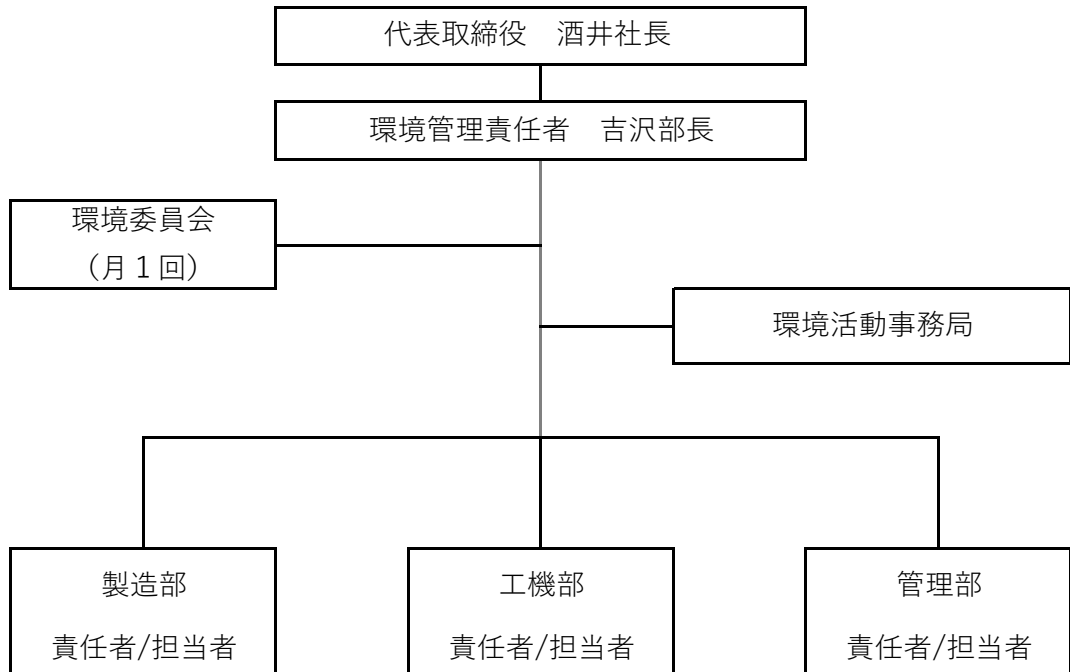 代表取締役　酒井社長
環境管理責任者　吉沢部長
環境委員会
（月１回）
環境活動事務局
製造部
責任者/担当者
工機部
責任者/担当者
管理部
責任者/担当者